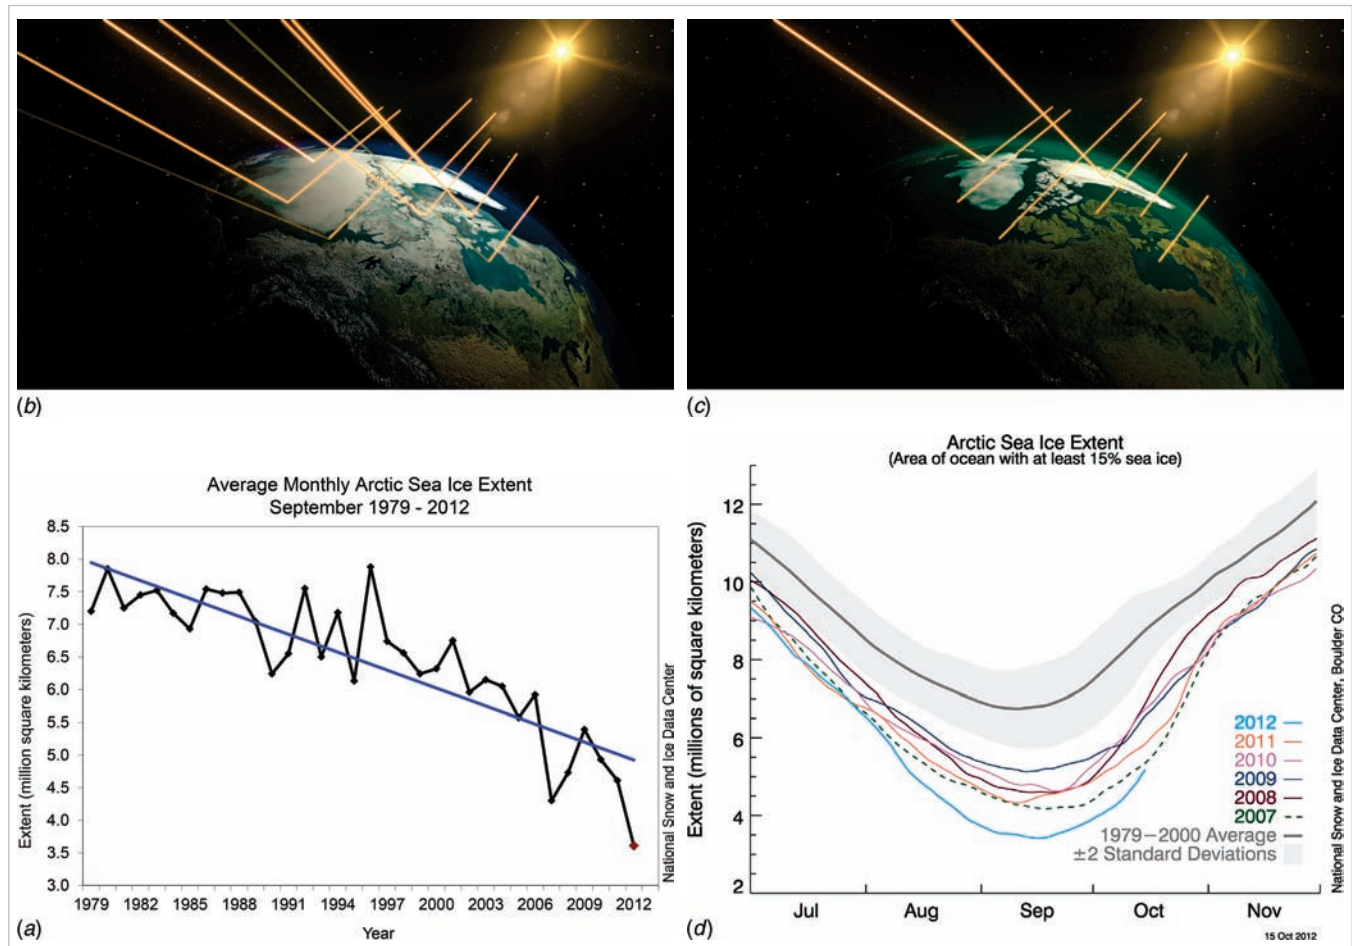 (b)
(c)
Average Monthly Arctic Sea Ice Extent
September 1979 - 2012
Extent (million square kilometers)
8.5
8.0
7.5
7.0
6.5
6.0
5.5
5.0
4.5
4.0
3.5
3.0
1979 1982 1985 1988 1991 1994 1997 2000 2003 2006 2009 2012
Year
National Snow and Ice Data Center
(a)
Arctic Sea Ice Extent
(Area of ocean with at least 15% sea ice)
Extent (millions of square kilometers)
12
10
8
6
4
2
2012
2011
2010
2009
2008
2007
1979–2000 Average
±2 Standard Deviations
Jul Aug Sep Oct Nov
National Snow and Ice Data Center, Boulder CO
15 Oct 2012
(d)